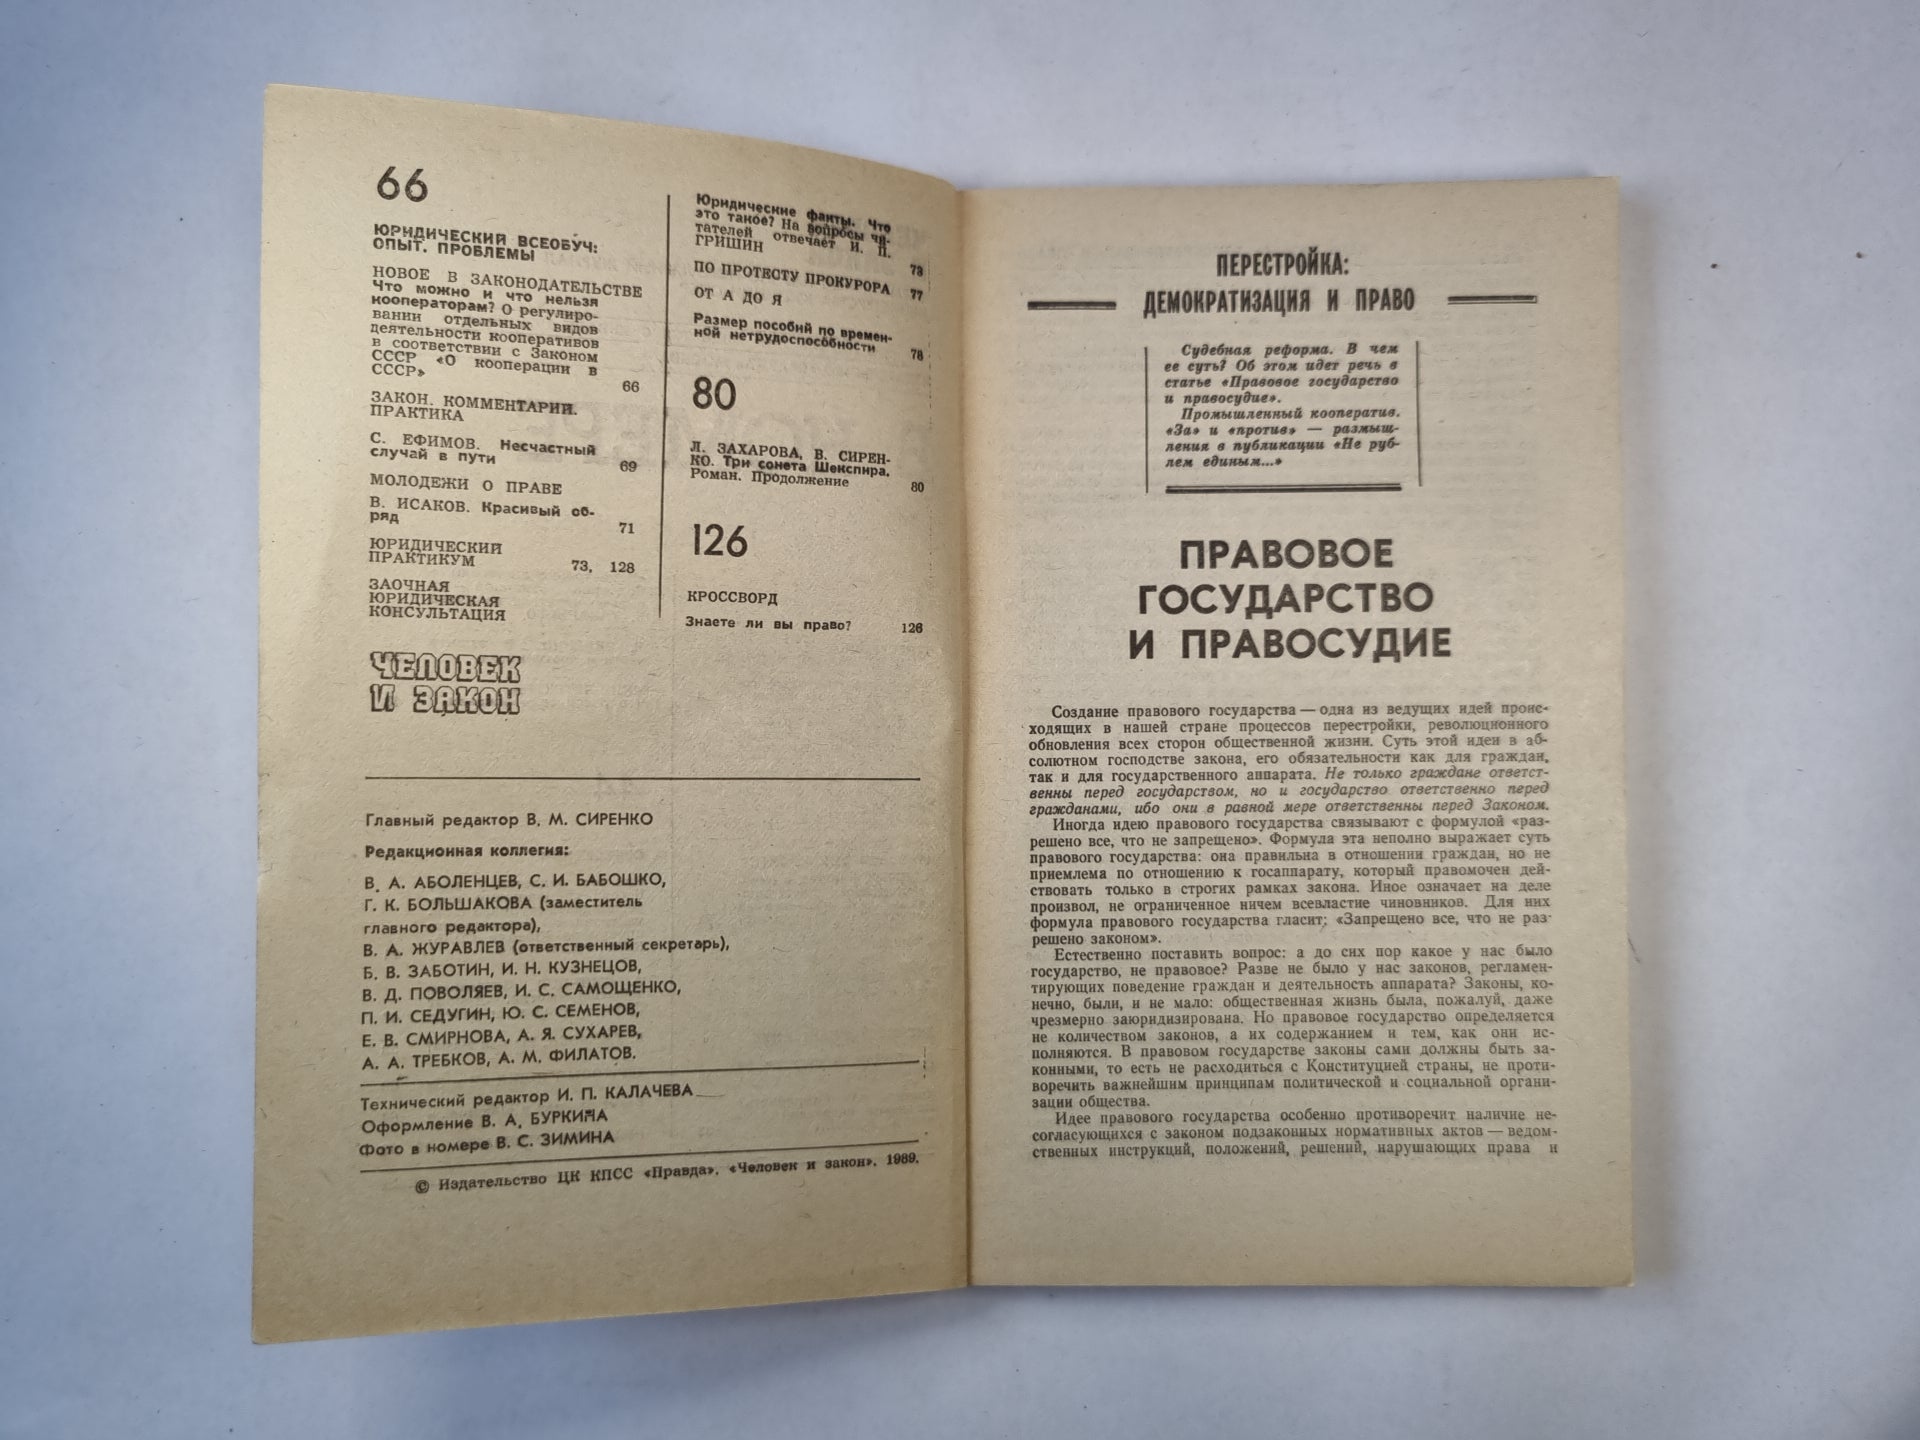 66
ЮРИДИЧЕСКИЙ ВСЕОБУЧ:
ОПЫТ. ПРОБЛЕМЫ
НОВОЕ В ЗАКОНОДАТЕЛЬСТВЕ
Что можно и что нельзя
кооператорам? О регулиро-
вании отдельных видов
деятельности кооперативов
в соответствии с Законом
СССР «О кооперации в
СССР»
66
ЗАКОН. КОММЕНТАРИИ.
ПРАКТИКА
С. ЕФИМОВ. Несчастный
случай в пути
69
МОЛОДЕЖИ О ПРАВЕ
В. ИСАКОВ. Красивый об-
ряд
71
ЮРИДИЧЕСКИЙ
ПРАКТИКУМ 73, 128
ЗАОЧНАЯ
ЮРИДИЧЕСКАЯ
КОНСУЛЬТАЦИЯ
Юридические факты. Что
это такое? На вопросы чи-
тателей отвечает И. П.
ГРИШИН
73
ПО ПРОТЕСТУ ПРОКУРОРА 77
ОТ А ДО Я
Размер пособий по времен-
ной нетрудоспособности
78
80
Л. ЗАХАРОВА, В. СИРЕН-
КО. Три сонета Шекспира.
Роман. Продолжение 80
126
КРОССВОРД
Знаете ли вы право? 126
ЧЕЛОВЕК
И ЗАКОН
Главный редактор В. М. СИРЕНКО
Редакционная коллегия:
В. А. АБОЛЕНЦЕВ, С. И. БАБОШКО,
Г. К. БОЛЬШАКОВА (заместитель
главного редактора),
В. А. ЖУРАВЛЕВ (ответственный секретарь),
Б. В. ЗАБОТИН, И. Н. КУЗНЕЦОВ,
В. Д. ПОВОЛЯЕВ, И. С. САМОЩЕНКО,
П. И. СЕДУГИН, Ю. С. СЕМЕНОВ,
Е. В. СМИРНОВА, А. Я. СУХАРЕВ,
А. А. ТРЕБКОВ, А. М. ФИЛАТОВ.
Технический редактор И. П. КАЛАЧЕВА
Оформление В. А. БУРКИНА
Фото в номере В. С. ЗИМИНА
© Издательство ЦК КПСС «Правда». «Человек и закон». 1989.
ПЕРЕСТРОЙКА:
ДЕМОКРАТИЗАЦИЯ И ПРАВО
Судебная реформа. В чем
ее суть? Об этом идет речь в
статье «Правовое государство
и правосудие».
Промышленный кооператив.
«За» и «против» — размыш-
ления в публикации «Не руб-
лем единым...»
ПРАВОВОЕ
ГОСУДАРСТВО
И ПРАВОСУДИЕ
Создание правового государства — одна из ведущих идей проис-
ходящих в нашей стране процессов перестройки, революционного
обновления всех сторон общественной жизни. Суть этой идеи в аб-
солютном господстве закона, его обязательности как для граждан,
так и для государственного аппарата. Не только граждане ответст-
венны перед государством, но и государство ответственно перед
гражданами, ибо они в равной мере ответственны перед Законом.
Иногда идею правового государства связывают с формулой «раз-
решено все, что не запрещено». Формула эта неполно выражает суть
правового государства: она правильна в отношении граждан, но не
приемлема по отношению к госаппарату, который правомочен дей-
ствовать только в строгих рамках закона. Иное означает на деле
произвол, не ограниченное ничем всевластие чиновников. Для них
формула правового государства гласит: «Запрещено все, что не раз-
решено законом».
Естественно поставить вопрос: а до сих пор какое у нас было
государство, не правовое? Разве не было у нас законов, регламен-
тирующих поведение граждан и деятельность аппарата? Законы, ко-
нечно, были, и не мало: общественная жизнь была, пожалуй, даже
чрезмерно заюридизирована. Но правовое государство определяется
не количеством законов, а их содержанием и тем, как они ис-
полняются. В правовом государстве законы сами должны быть за-
конными, то есть не расходиться с Конституцией страны, не проти-
воречить важнейшим принципам политической и социальной органи-
зации общества.
Идее правового государства особенно противоречит наличие не-
согласующихся с законом подзаконных нормативных актов — ведом-
ственных инструкций, положений, решений, нарушающих права и